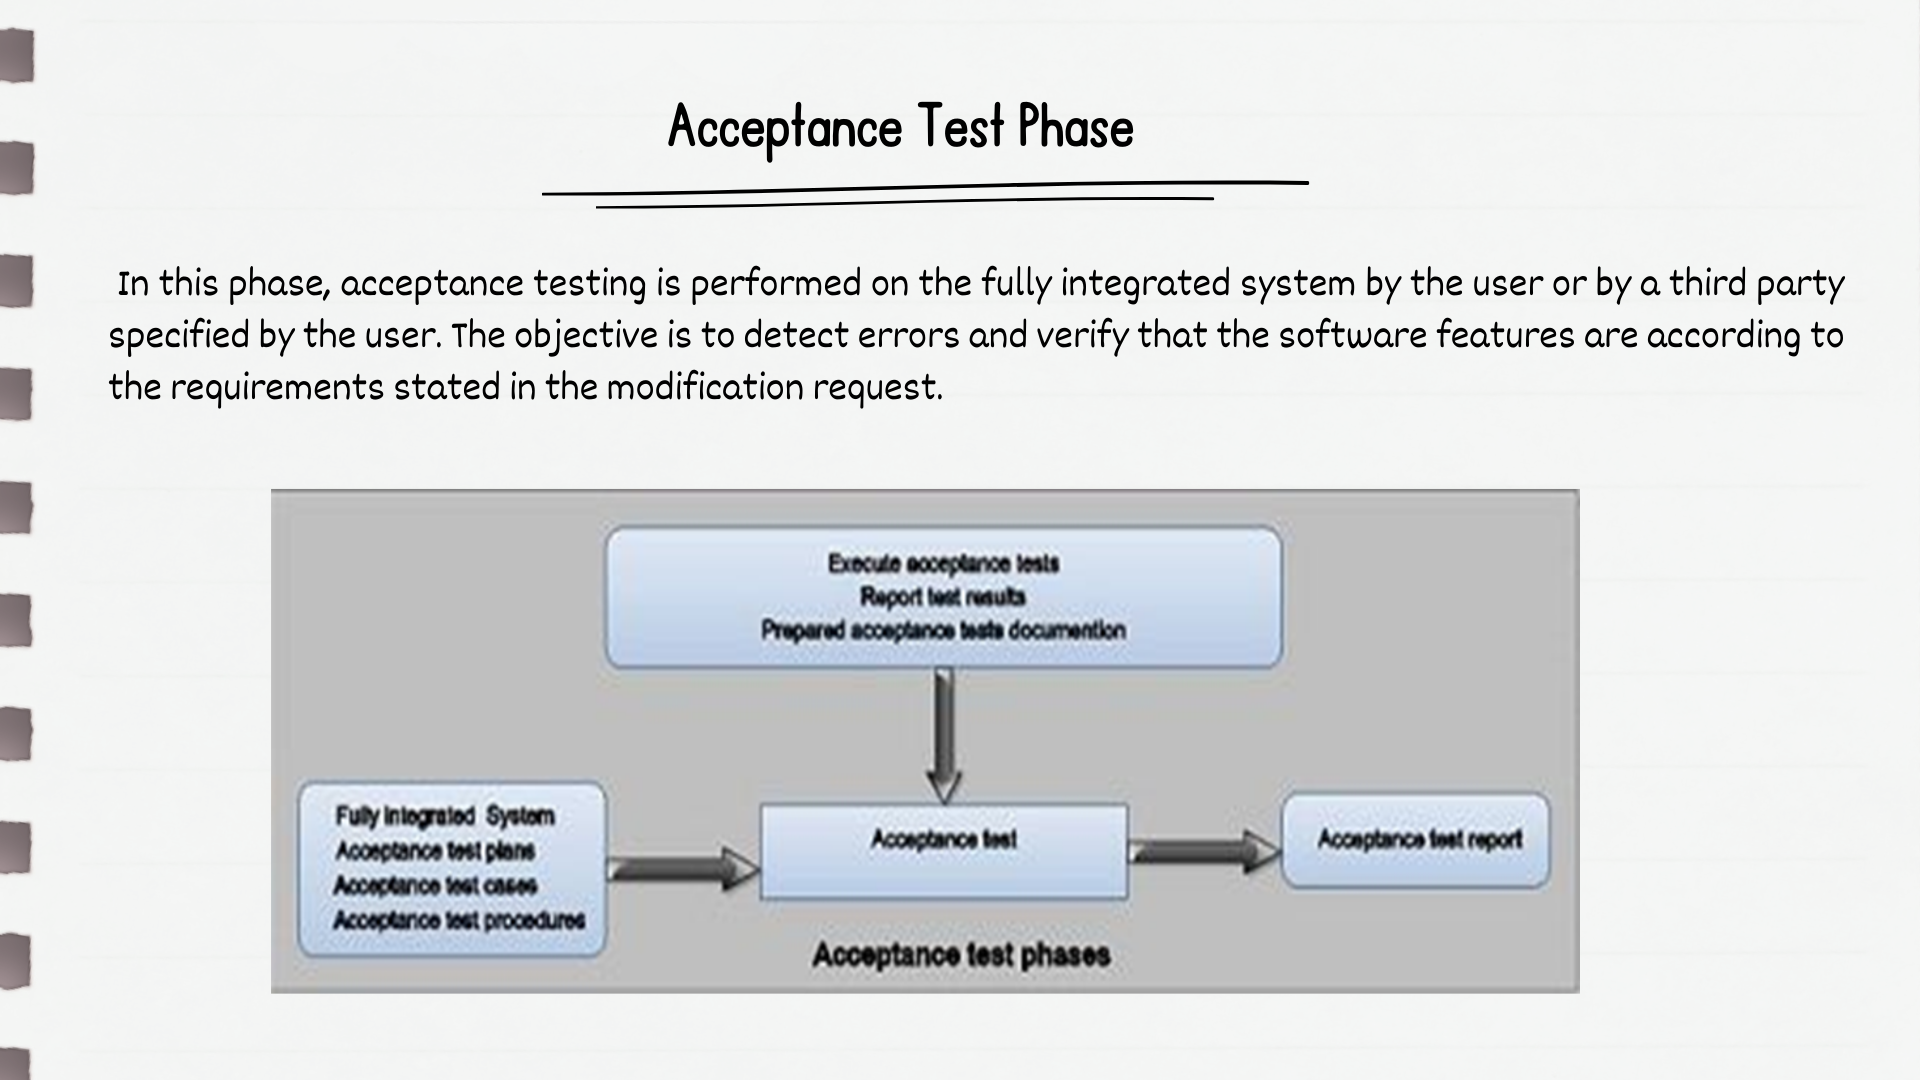 Acceptance Test Phase
In this phase, acceptance testing is performed on the fully integrated system by the user or by a third party
specified by the user. The objective is to detect errors and verify that the software features are according to
the requirements stated in the modification request.
Execute acceptance tests
Report test results
Prepared acceptance tests documention
Fully Integrated System
Acceptance test plans
Acceptance test cases
Acceptance test procedures
Acceptance test
Acceptance test report
Acceptance test phases